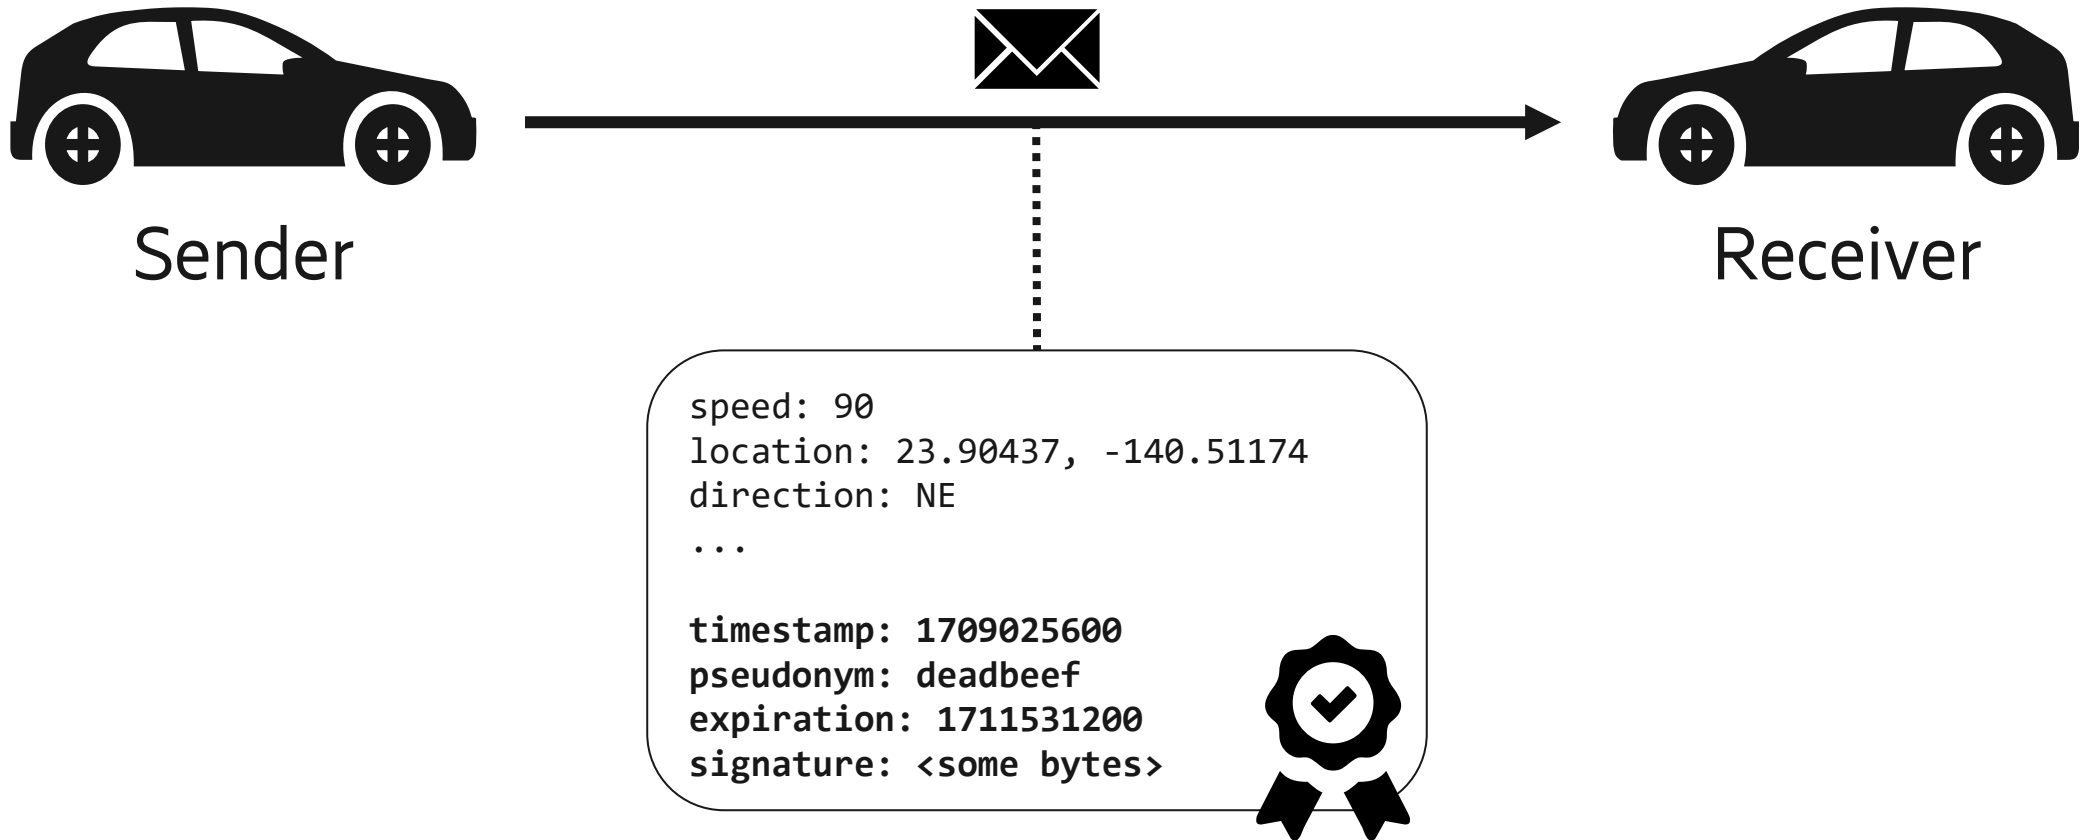 Sender
Receiver
speed: 90
location: 23.90437, -140.51174
direction: NE
...
timestamp: 1709025600
pseudonym: deadbeef
expiration: 1711531200
signature: <some bytes>